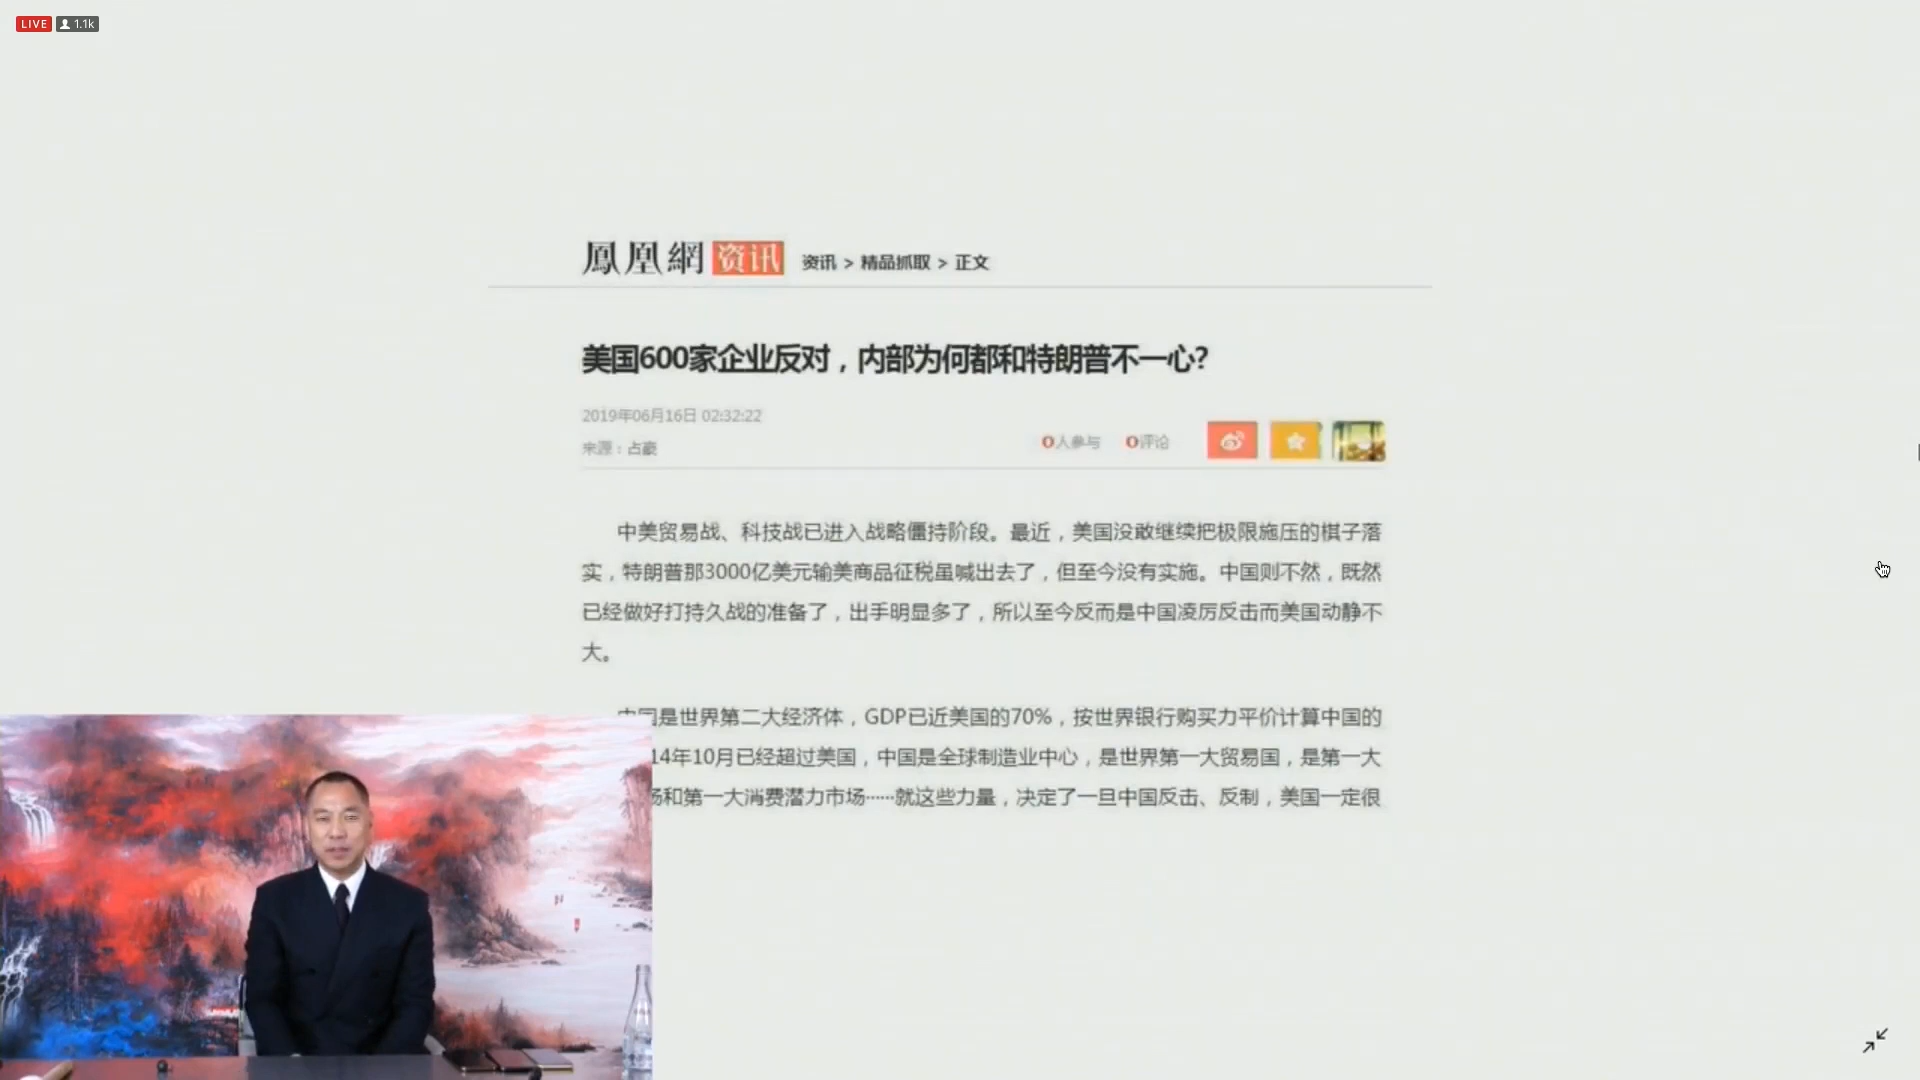 LIVE 1.1k
鳳凰網 资讯 资讯 > 精品抓取 > 正文
美国600家企业反对，内部为何都和特朗普不一心?
2019年06月16日 02:32:22
来源：占豪
0人参与 0评论
中美贸易战、科技战已进入战略僵持阶段。最近，美国没敢继续把极限施压的棋子落
实，特朗普那3000亿美元输美商品征税虽喊出去了，但至今没有实施。中国则不然，既然
已经做好打持久战的准备了，出手明显多了，所以至今反而是中国凌厉反击而美国动静不
大。
中国是世界第二大经济体，GDP已近美国的70%，按世界银行购买力平价计算中国的
14年10月已经超过美国，中国是全球制造业中心，是世界第一大贸易国，是第一大
场和第一大消费潜力市场……就这些力量，决定了一旦中国反击、反制，美国一定很